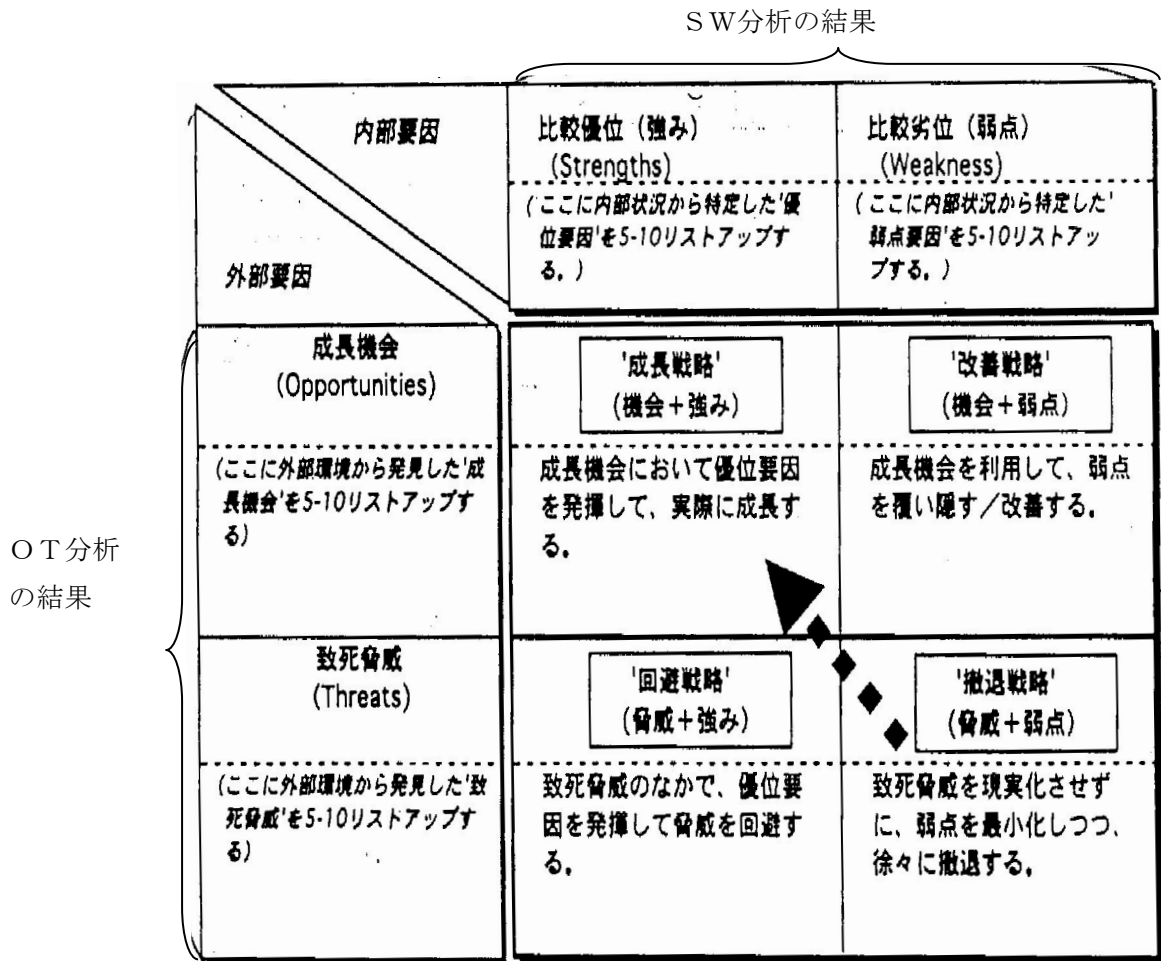 ＳＷ分析の結果
内部要因
外部要因
比較優位（強み）
(Strengths)
（ここに内部状況から特定した'優
位要因'を5-10リストアップす
る。）
比較劣位（弱点）
(Weakness)
（ここに内部状況から特定した'
弱点要因'を5-10リストアッ
プする。）
ＯＴ分析
の結果
成長機会
(Opportunities)
(ここに外部環境から発見した'成
長機会'を5-10リストアップす
る)
'成長戦略'
(機会＋強み)
成長機会において優位要因
を発揮して、実際に成長す
る。
'改善戦略'
(機会＋弱点)
成長機会を利用して、弱点
を覆い隠す／改善する。
致死脅威
(Threats)
(ここに外部環境から発見した'致
死脅威'を5-10リストアップす
る)
'回避戦略'
(脅威＋強み)
致死脅威のなかで、優位要
因を発揮して脅威を回避す
る。
'撤退戦略'
(脅威＋弱点)
致死脅威を現実化させず
に、弱点を最小化しつつ、
徐々に撤退する。